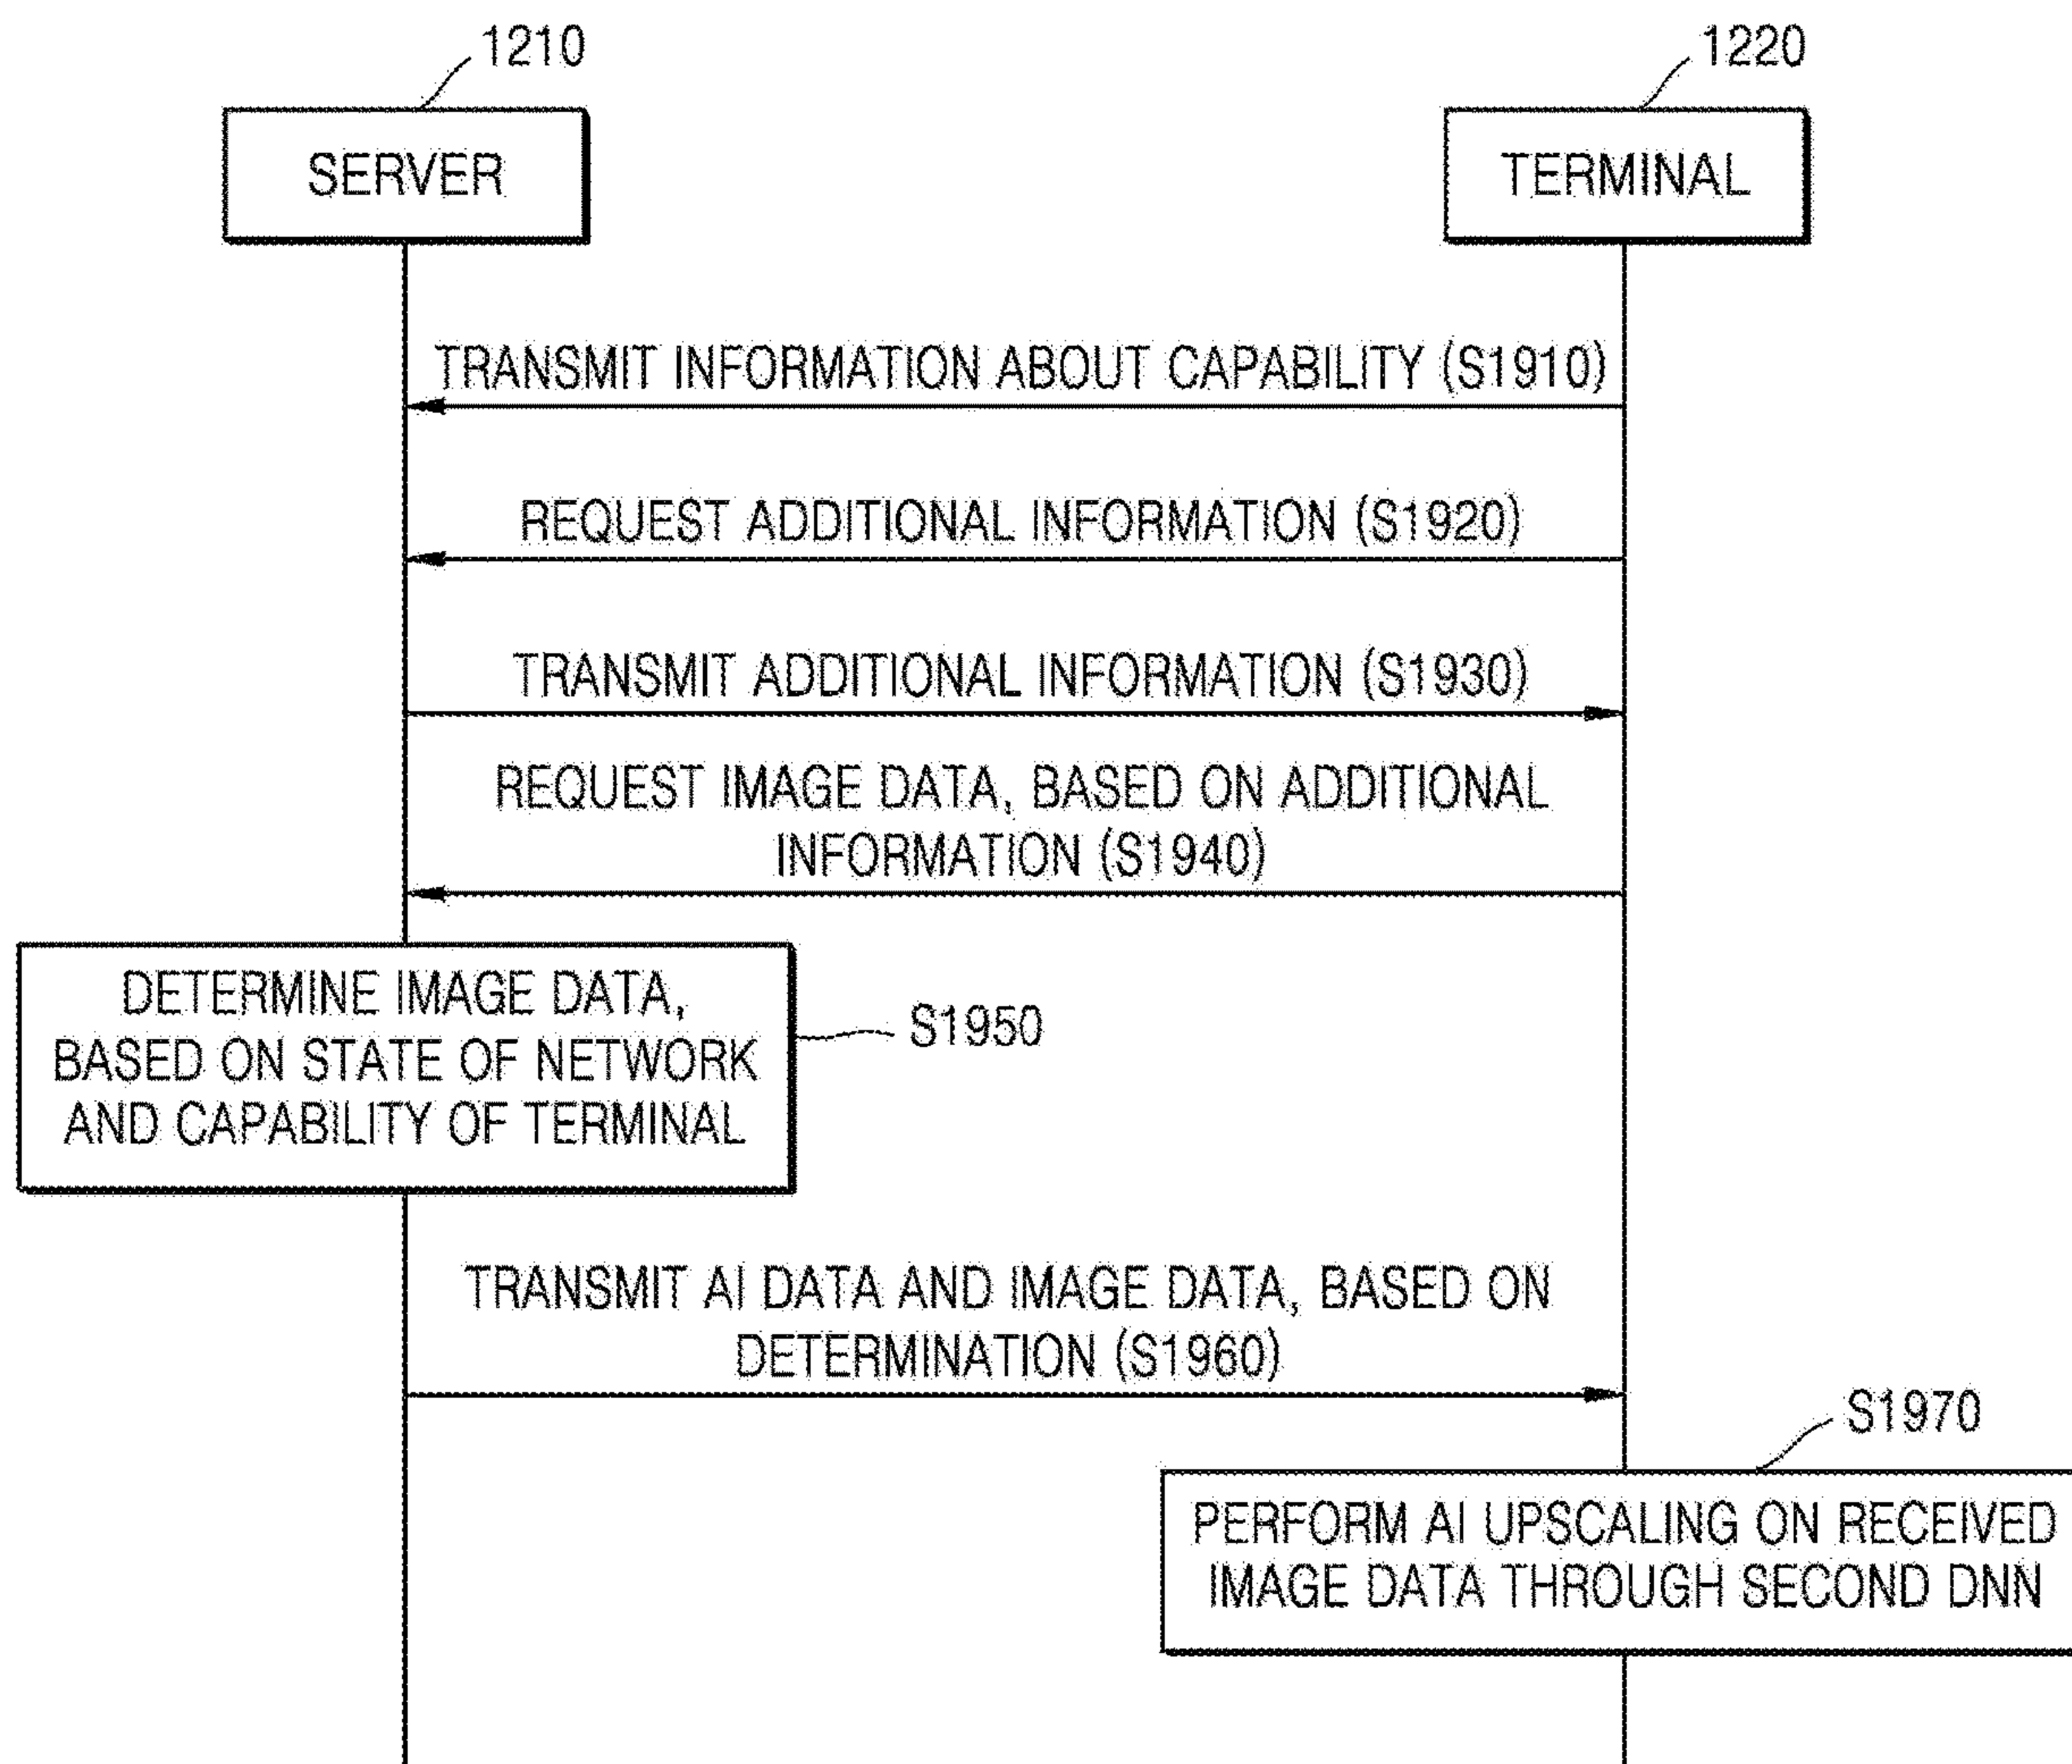 1210
1220
SERVER
TERMINAL
TRANSMIT INFORMATION ABOUT CAPABILITY (S1910)
REQUEST ADDITIONAL INFORMATION (S1920)
TRANSMIT ADDITIONAL INFORMATION (S1930)
REQUEST IMAGE DATA, BASED ON ADDITIONAL
INFORMATION (S1940)
DETERMINE IMAGE DATA,
BASED ON STATE OF NETWORK
AND CAPABILITY OF TERMINAL
S1950
TRANSMIT AI DATA AND IMAGE DATA, BASED ON
DETERMINATION (S1960)
S1970
PERFORM AI UPSCALING ON RECEIVED
IMAGE DATA THROUGH SECOND DNN